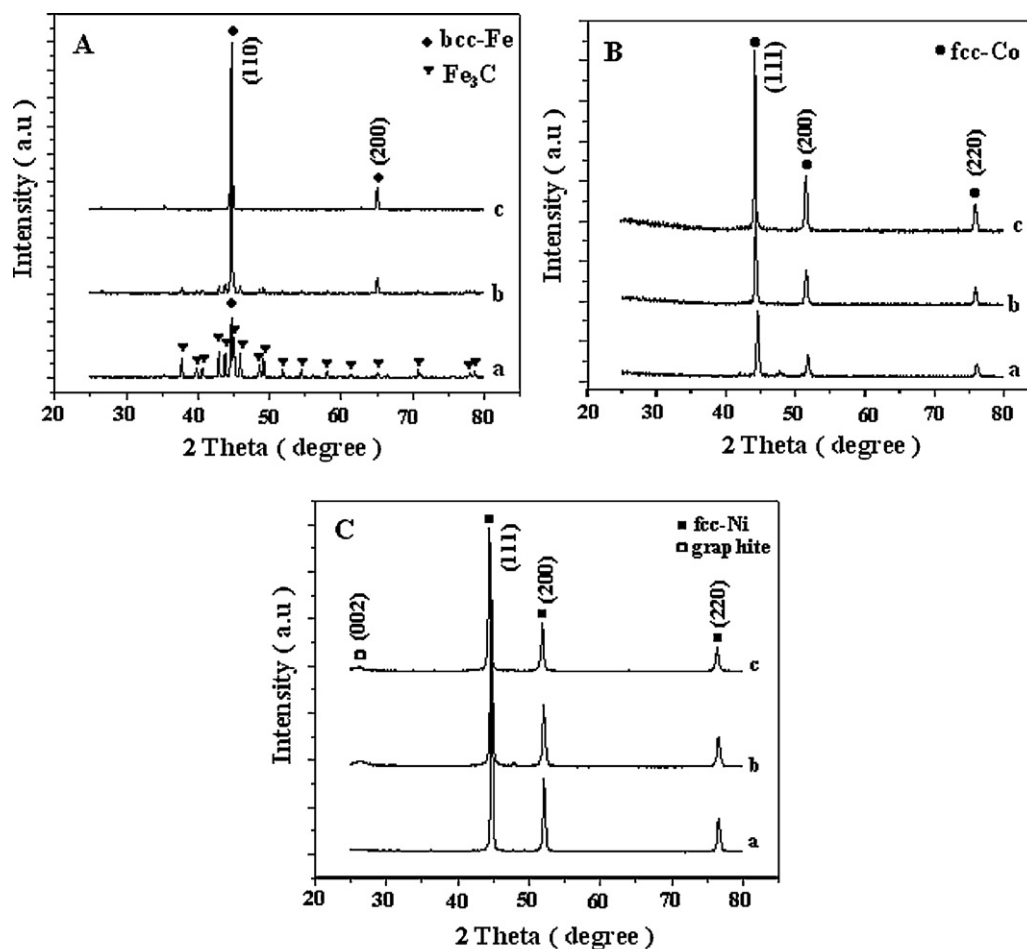 A
bcc-Fe
Fe₃C
(110)
(200)
c
b
a
Intensity ( a.u )
20 30 40 50 60 70 80
2 Theta ( degree )
B
fcc-Co
(111)
(200)
(220)
c
b
a
Intensity ( a.u )
20 30 40 50 60 70 80
2 Theta ( degree )
C
fcc-Ni
graphite
(002)
(111)
(200)
(220)
c
b
a
Intensity ( a.u )
20 30 40 50 60 70 80
2 Theta ( degree )